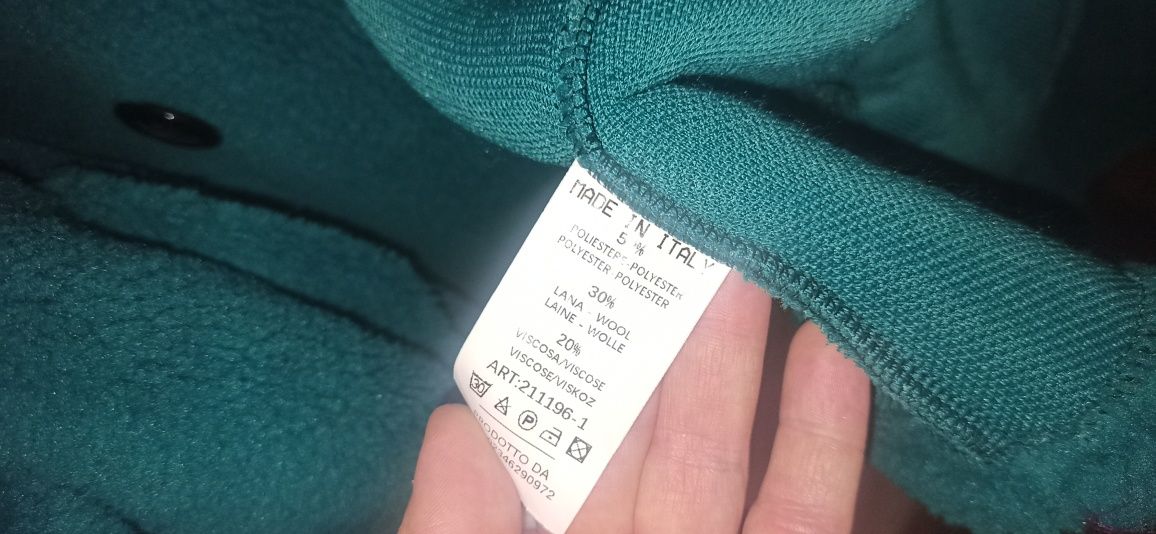 MADE IN ITALY
POLIESTERE-POLYESTER
POLYESTER-POLYESTER
30%
LANA - WOOL
LAINE - WOLLE
20%
VISCOSA/VISCOSE
VISCOSE/VISKOZ
ART:211196-1
30 P
PRODOTTO DA